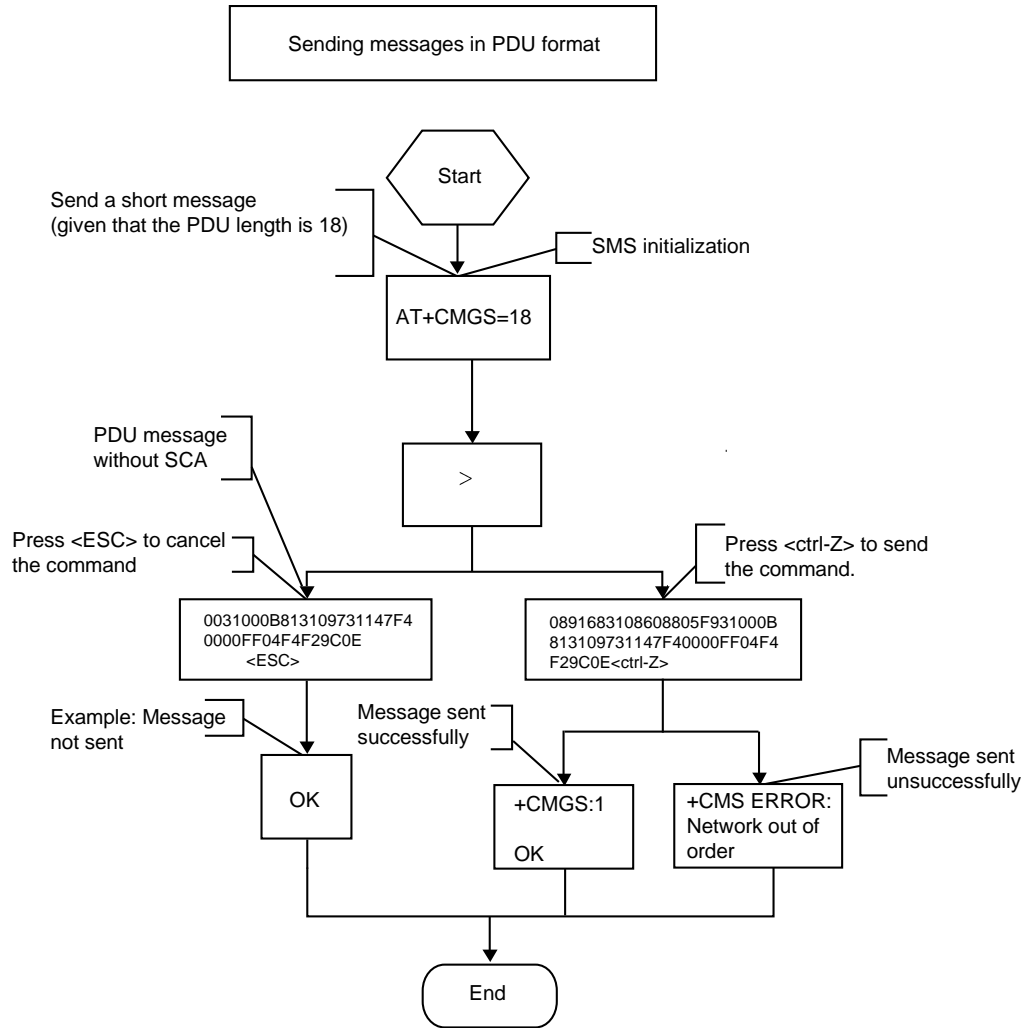 Sending messages in PDU format
Start
Send a short message
(given that the PDU length is 18)
SMS initialization
AT+CMGS=18
PDU message
without SCA
>
Press <ESC> to cancel
the command
Press <ctrl-Z> to send
the command.
0031000B813109731147F4
0000FF04F4F29C0E
<ESC>
0891683108608805F931000B
813109731147F40000FF04F4
F29C0E<ctrl-Z>
Example: Message
not sent
Message sent
successfully
Message sent
unsuccessfully
OK
+CMGS:1
OK
+CMS ERROR:
Network out of
order
End